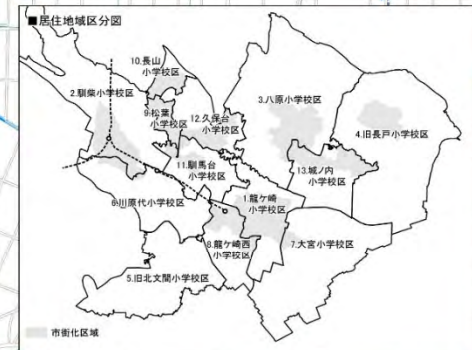 ■居住地域区分図
10.長山
小学校区
2.馴柴小学校区
9.松葉
小学校区
12.久保台
小学校区
3.八原小学校区
4.旧長戸小学校区
11.馴馬台
小学校区
13.城ノ内
小学校区
6.川原代小学校区
1.龍ケ崎
小学校区
8.龍ケ崎西
小学校区
7.大宮小学校区
5.旧北文間小学校区
市街化区域